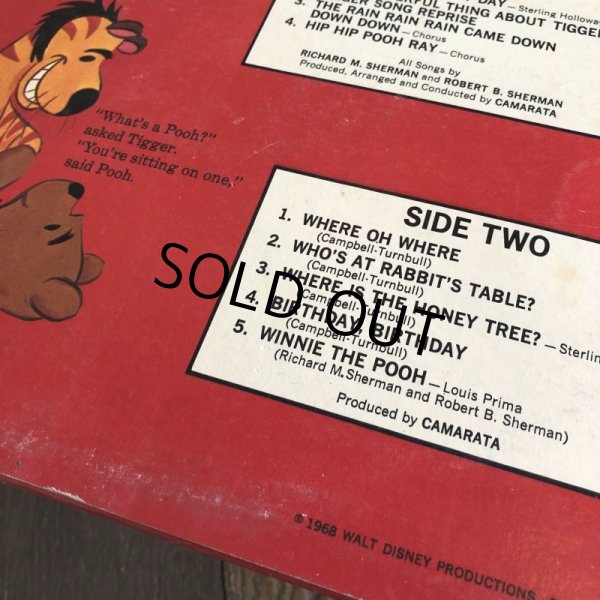 DAY – Sterling Hollowa
THING ABOUT TIGGER
SONG REPRISE
3. THE RAIN RAIN RAIN CAME DOWN
DOWN DOWN – Chorus
4. HIP HIP POOH RAY – Chorus
All Songs by
RICHARD M. SHERMAN and ROBERT B. SHERMAN
Produced, Arranged and Conducted by CAMARATA
"What's a Pooh?"
asked Tigger.
"You're sitting on one,"
said Pooh.
SIDE TWO
1. WHERE OH WHERE
(Campbell-Turnbull)
2. WHO'S AT RABBIT'S TABLE?
(Campbell-Turnbull)
3. WHERE IS THE HONEY TREE? – Sterlin
(Campbell-Turnbull)
4. BIRTHDAY, BIRTHDAY
(Campbell-Turnbull)
5. WINNIE THE POOH – Louis Prima
(Richard M. Sherman and Robert B. Sherman)
Produced by CAMARATA
© 1968 WALT DISNEY PRODUCTIONS
SOLD OUT